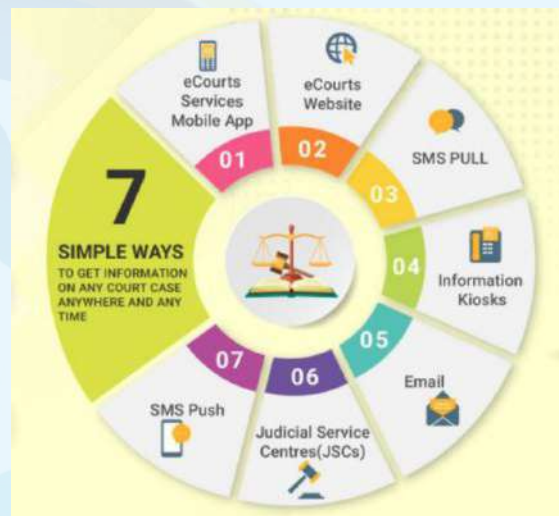 7
SIMPLE WAYS
TO GET INFORMATION
ON ANY COURT CASE
ANYWHERE AND ANY
TIME
eCourts
Services
Mobile App
01
eCourts
Website
02
SMS PULL
03
Information
Kiosks
04
Email
05
Judicial Service
Centres(JSCs)
06
SMS Push
07